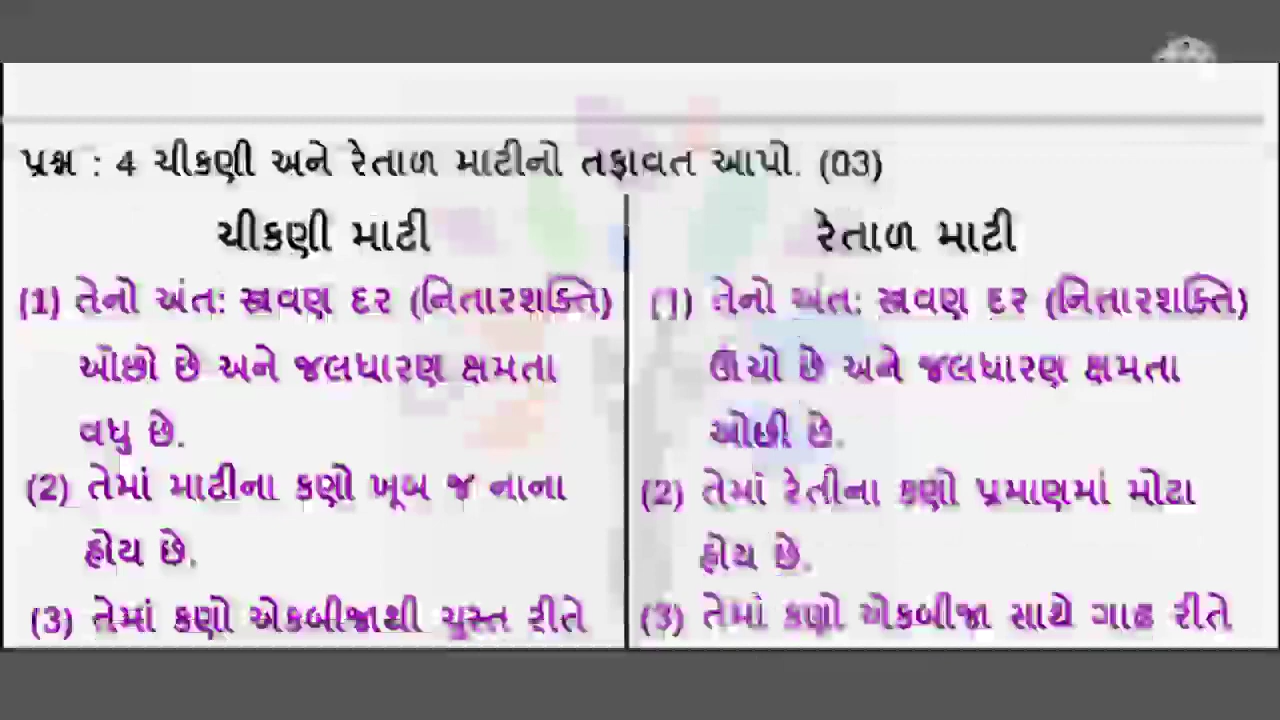 પ્રશ્ન : 4 ચીકણી અને રેતાળ માટીનો તફાવત આપો. (03)
ચીકણી માટી
(1) તેનો અંત: સ્રવણ દર (નિતારશક્તિ)
ઓછો છે અને જલધારણ ક્ષમતા
વધુ છે.
(2) તેમાં માટીના કણો ખૂબ જ નાના
હોય છે.
(3) તેમાં કણો એકબીજાથી ચુસ્ત રીતે
રેતાળ માટી
(1) તેનો અંત: સ્રવણ દર (નિતારશક્તિ)
ઊંચો છે અને જલધારણ ક્ષમતા
ઓછી છે.
(2) તેમાં રેતીના કણો પ્રમાણમાં મોટા
હોય છે.
(3) તેમાં કણો એકબીજા સાથે ગાઢ રીતે